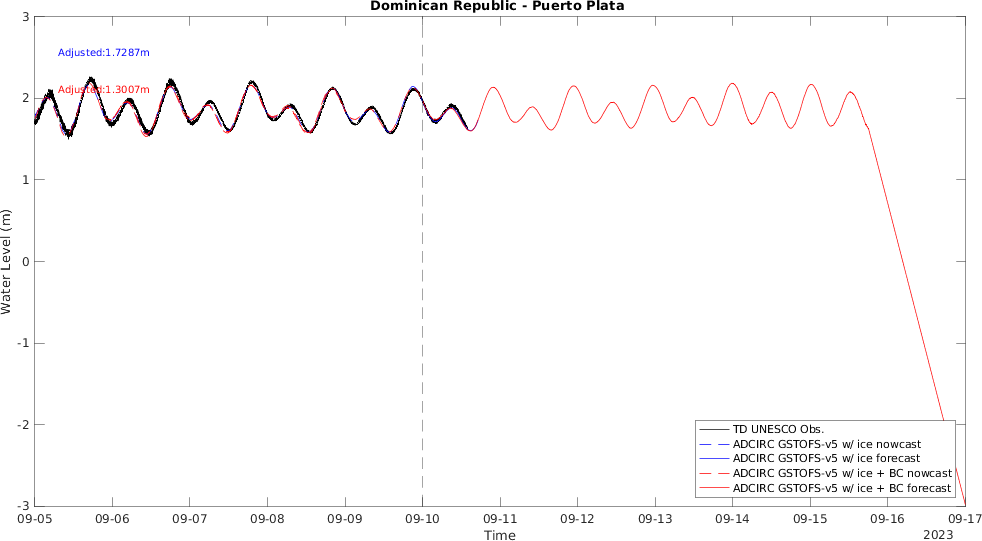 Dominican Republic - Puerto Plata
Adjusted:1.7287m
Adjusted:1.3007m
Water Level (m)
3
2
1
0
-1
-2
-3
09-05 09-06 09-07 09-08 09-09 09-10 09-11 09-12 09-13 09-14 09-15 09-16 09-17
Time
2023
TD UNESCO Obs.
ADCIRC GSTOFS-v5 w/ ice nowcast
ADCIRC GSTOFS-v5 w/ ice forecast
ADCIRC GSTOFS-v5 w/ ice + BC nowcast
ADCIRC GSTOFS-v5 w/ ice + BC forecast